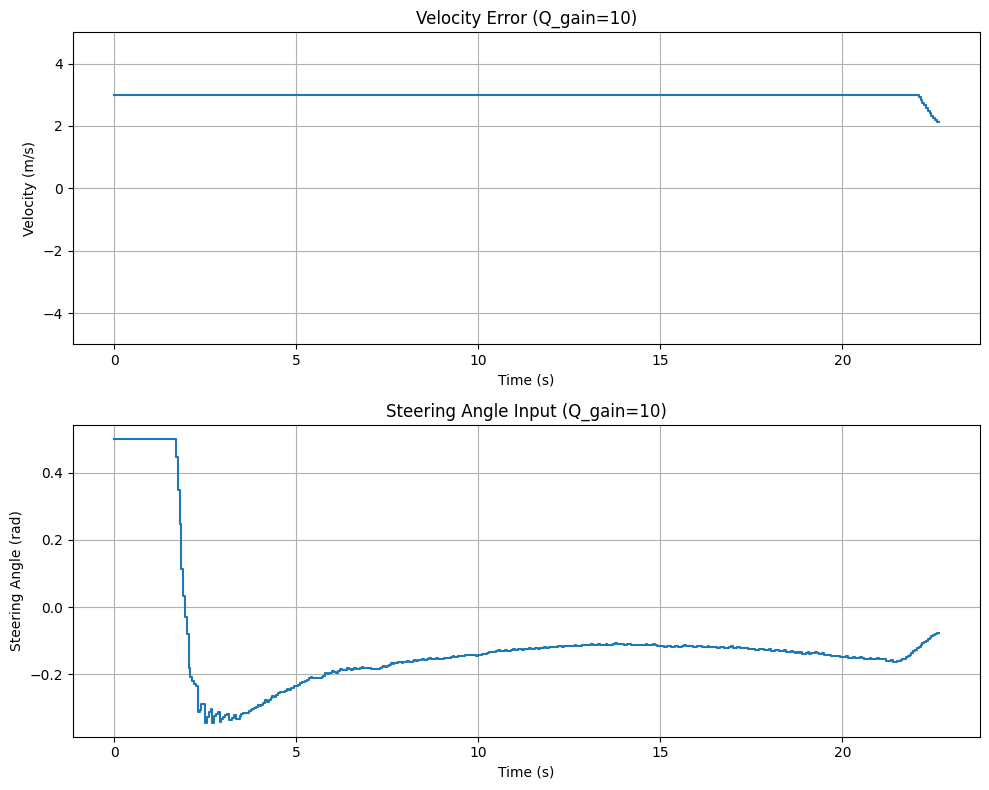 Velocity Error (Q_gain=10)
Velocity (m/s)
4
2
0
−2
−4
0 5 10 15 20
Time (s)
Steering Angle Input (Q_gain=10)
Steering Angle (rad)
0.4
0.2
0.0
−0.2
0 5 10 15 20
Time (s)